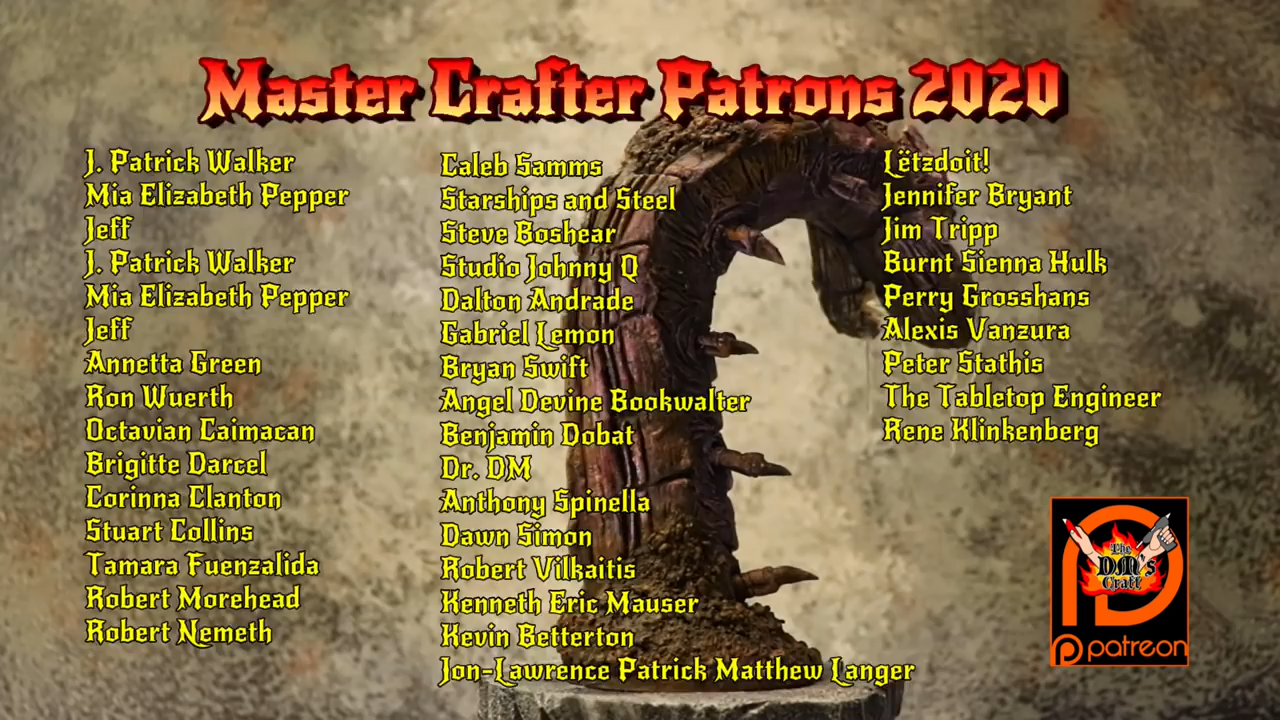 Master Crafter Patrons 2020
J. Patrick Walker
Mia Elizabeth Pepper
Jeff
J. Patrick Walker
Mia Elizabeth Pepper
Jeff
Annetta Green
Ron Wuerth
Octavian Caimacan
Brigitte Darcel
Corinna Clanton
Stuart Collins
Tamara Fuenzalida
Robert Morehead
Robert Nemeth
Caleb Samms
Starships and Steel
Steve Boshear
Studio Johnny Q
Dalton Andrade
Gabriel Lemon
Bryan Swift
Angel Devine Bookwalter
Benjamin Dobat
Dr. DM
Anthony Spinella
Dawn Simon
Robert Vilkaitis
Kenneth Eric Mauser
Kevin Betterton
Jon-Lawrence Patrick Matthew Langer
Lëtzdoit!
Jennifer Bryant
Jim Tripp
Burnt Sienna Hulk
Perry Grosshans
Alexis Vanzura
Peter Stathis
The Tabletop Engineer
Rene Klinkenberg
The
DM's
Craft
patreon